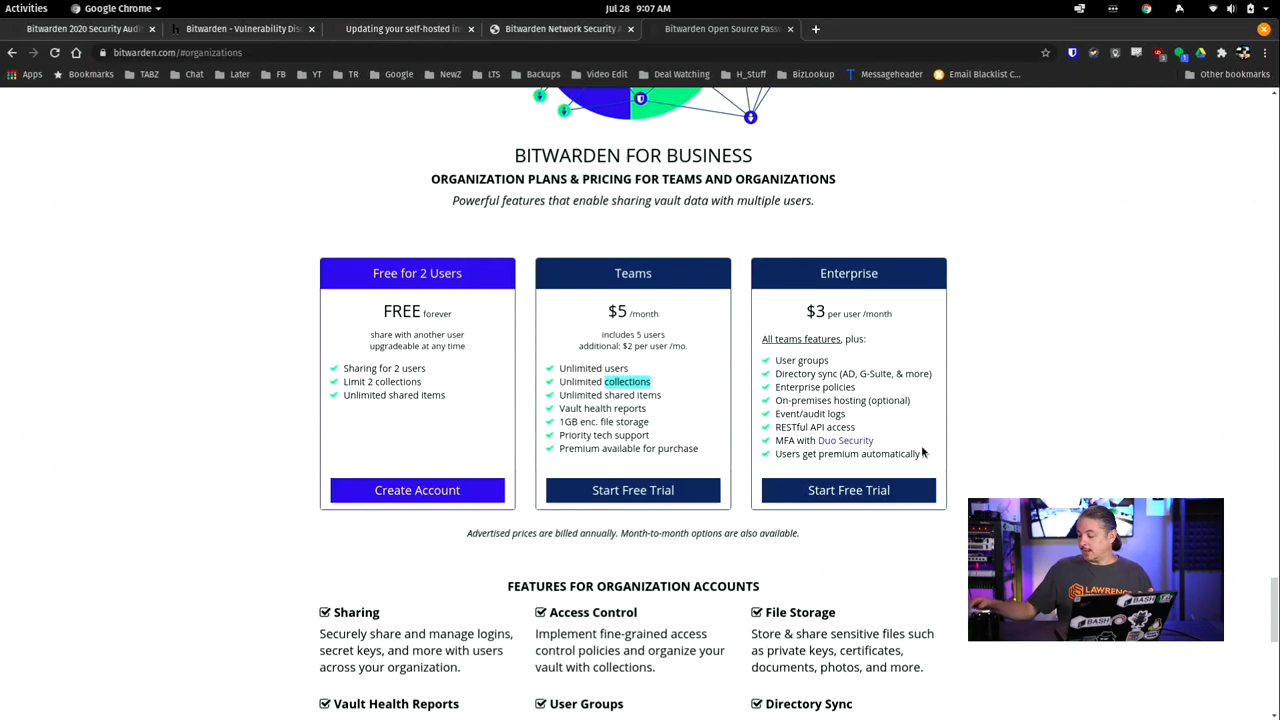 Activities
Google Chrome
Jul 28 9:07 AM
Bitwarden 2020 Security Audi
Bitwarden - Vulnerability Dis
Updating your self-hosted ins
Bitwarden Network Security A
Bitwarden Open Source Pass
bitwarden.com/#organizations
Apps
Bookmarks
TABZ
Chat
Later
FB
YT
TR
Google
NewZ
LTS
Backups
Video Edit
Deal Watching
H_Stuff
BizLookup
Messageheader
Email Blacklist C...
Other bookmarks
BITWARDEN FOR BUSINESS
ORGANIZATION PLANS & PRICING FOR TEAMS AND ORGANIZATIONS
Powerful features that enable sharing vault data with multiple users.
Free for 2 Users
FREE forever
share with another user
upgradeable at any time
Sharing for 2 users
Limit 2 collections
Unlimited shared items
Create Account
Teams
$5 /month
includes 5 users
additional: $2 per user /mo.
Unlimited users
Unlimited collections
Unlimited shared items
Vault health reports
1GB enc. file storage
Priority tech support
Premium available for purchase
Start Free Trial
Enterprise
$3 per user /month
All teams features, plus:
User groups
Directory sync (AD, G-Suite, & more)
Enterprise policies
On-premises hosting (optional)
Event/audit logs
RESTful API access
MFA with Duo Security
Users get premium automatically
Start Free Trial
Advertised prices are billed annually. Month-to-month options are also available.
FEATURES FOR ORGANIZATION ACCOUNTS
Sharing
Securely share and manage logins,
secret keys, and more with users
across your organization.
Access Control
Implement fine-grained access
control policies and organize your
vault with collections.
File Storage
Store & share sensitive files such
as private keys, certificates,
documents, photos, and more.
Vault Health Reports
User Groups
Directory Sync
LAWRENC
BASH
BASH